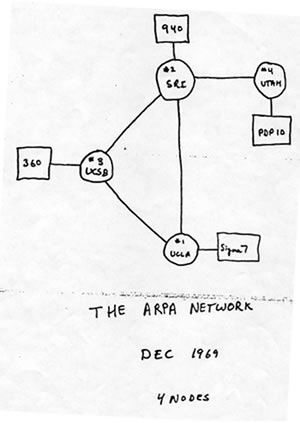 940
#2
SRI
#4
UTAH
PDP10
360
#3
UCSB
#1
UCLA
Sigma7
THE ARPA NETWORK
DEC 1969
4 NODES